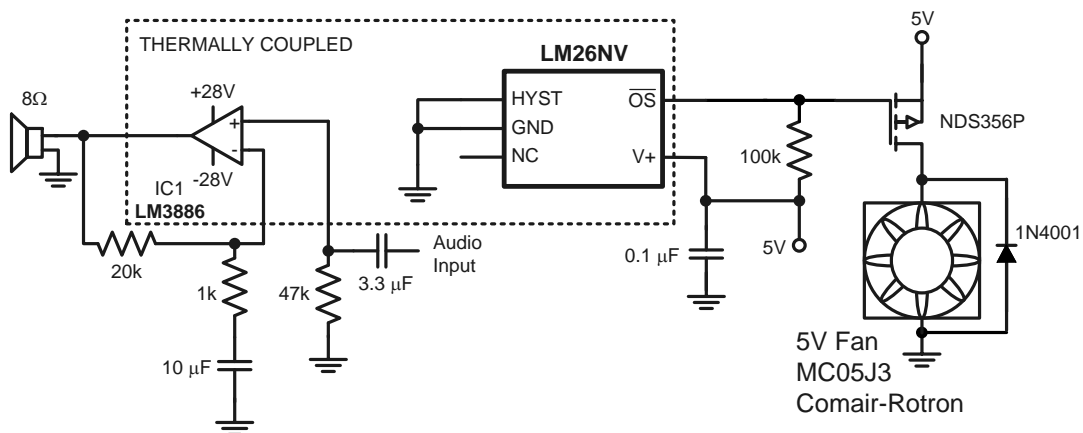 5V
THERMALLY COUPLED
LM26NV
8Ω
+28V
HYST
OS
+
GND
NDS356P
-
NC
V+
100k
-28V
IC1
LM3886
1N4001
Audio
Input
0.1 μF
5V
20k
3.3 μF
1k
47k
5V Fan
MC05J3
Comair-Rotron
10 μF